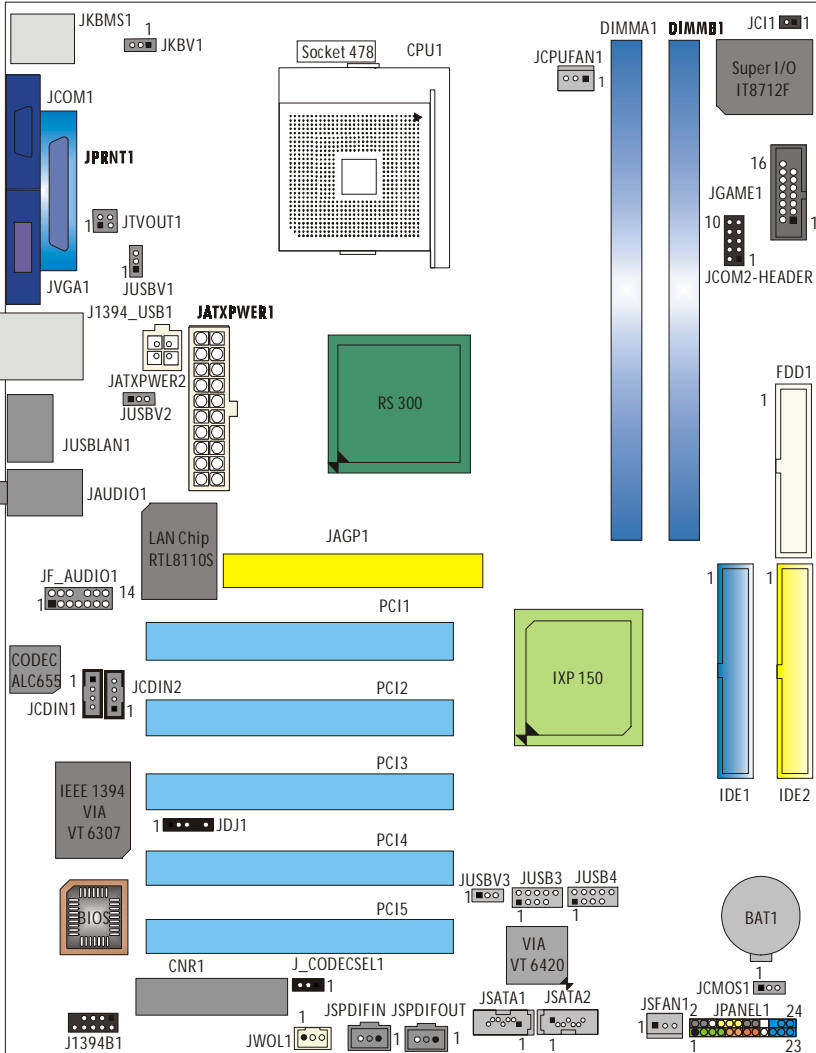 JKBMS1
1
JKBV1
Socket 478
CPU1
JCPUFAN1
1
DIMMA1
DIMMB1
JCI1
1
Super I/O
IT8712F
JCOM1
JPRNT1
16
JGAME1
1
1
JTVOUT1
10
1
JCOM2-HEADER
1
JUSBV1
JVGA1
J1394_USB1
JATXPWER1
JATXPWER2
1
JUSBV2
RS 300
FDD1
1
JUSBLAN1
JAUDIO1
LAN Chip
RTL8110S
JAGP1
JF_AUDIO1
14
1
1
1
PCI1
CODEC
ALC655
1
JCDIN2
JCDIN1
1
IXP 150
PCI2
PCI3
IDE1
IDE2
IEEE 1394
VIA
VT 6307
1
JDJ1
PCI4
JUSBV3
JUSB3
JUSB4
1
1
1
BIOS
PCI5
BAT1
VIA
VT 6420
CNR1
J_CODECSEL1
1
1
JCMOS1
JSATA1
JSATA2
1
1
JSFAN1
1
2
JPANEL1
24
1
23
J1394B1
1
JWOL1
JSPDIFIN
1
JSPDIFOUT
1